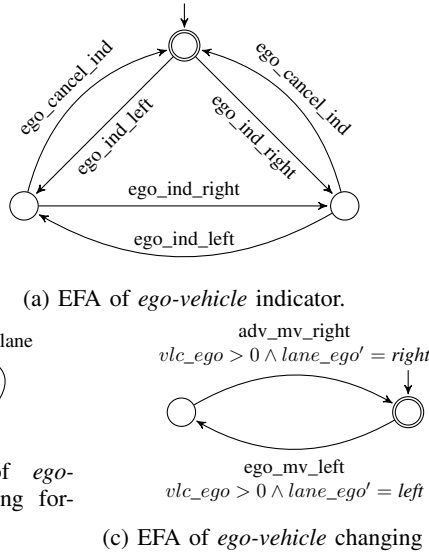 ego_cancel_ind
ego_cancel_ind
ego_ind_left
ego_ind_right
ego_ind_right
ego_ind_left
(a) EFA of ego-vehicle indicator.
lane
adv_mv_right
vlc_ego > 0 ∧ lane_ego′ = right
of ego-
ng for-
ego_mv_left
vlc_ego > 0 ∧ lane_ego′ = left
(c) EFA of ego-vehicle changing